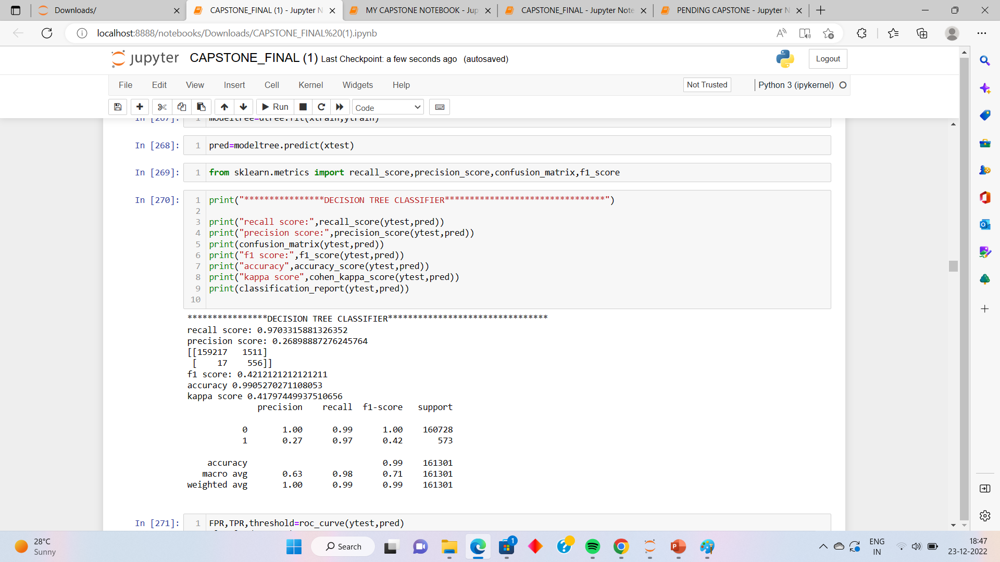 Downloads/
CAPSTONE_FINAL (1) - Jupyter N
MY CAPSTONE NOTEBOOK - Jup
CAPSTONE_FINAL - Jupyter Note
PENDING CAPSTONE - Jupyter N
localhost:8888/notebooks/Downloads/CAPSTONE_FINAL%20(1).ipynb
jupyter CAPSTONE_FINAL (1) Last Checkpoint: a few seconds ago (autosaved)
Logout
File Edit View Insert Cell Kernel Widgets Help
Not Trusted
Python 3 (ipykernel)
Run
Code
In [267]: 1 modeltree=dtree.fit(xtrain,ytrain)
In [268]: 1 pred=modeltree.predict(xtest)
In [269]: 1 from sklearn.metrics import recall_score,precision_score,confusion_matrix,f1_score
In [270]: 1 print("****************DECISION TREE CLASSIFIER********************************")
2
3 print("recall score:",recall_score(ytest,pred))
4 print("precision score:",precision_score(ytest,pred))
5 print(confusion_matrix(ytest,pred))
6 print("f1 score:",f1_score(ytest,pred))
7 print("accuracy",accuracy_score(ytest,pred))
8 print("kappa score",cohen_kappa_score(ytest,pred))
9 print(classification_report(ytest,pred))
10
****************DECISION TREE CLASSIFIER********************************
recall score: 0.9703315881326352
precision score: 0.26898887276245764
[[159217 1511]
[ 17 556]]
f1 score: 0.4212121212121211
accuracy 0.9905270271108053
kappa score 0.41797449937510656
precision recall f1-score support
0 1.00 0.99 1.00 160728
1 0.27 0.97 0.42 573
accuracy 0.99 161301
macro avg 0.63 0.98 0.71 161301
weighted avg 1.00 0.99 0.99 161301
In [271]: 1 FPR,TPR,threshold=roc_curve(ytest,pred)
28°C
Sunny
Search
1
ENG
IN
18:47
23-12-2022